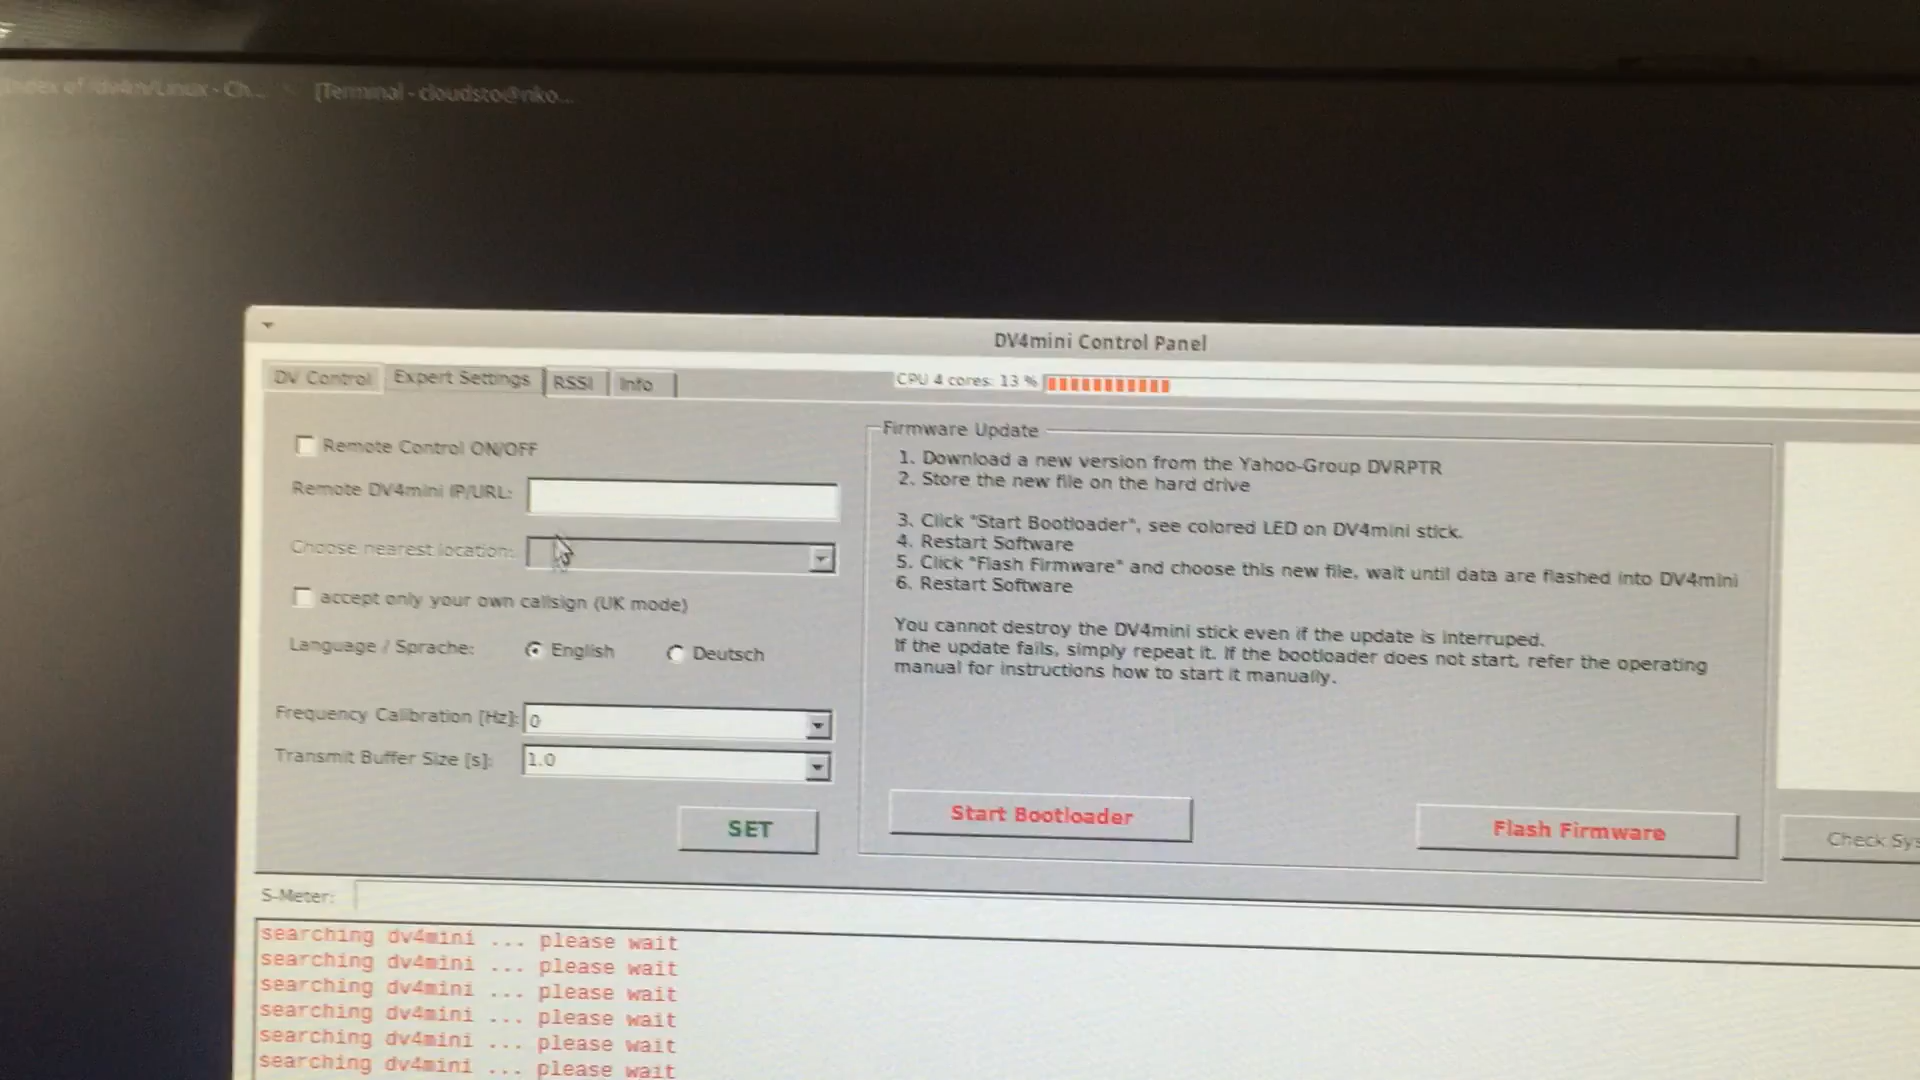 Index of /dv4m/Linux - Ch...
[Terminal - cloudsto@nko...
DV4mini Control Panel
DV Control
Expert Settings
RSSI
Info
CPU 4 cores: 13 %
Remote Control ON/OFF
Remote DV4mini IP/URL:
Choose nearest location:
accept only your own callsign (UK mode)
Language / Sprache:
English
Deutsch
Frequency Calibration [Hz]:
0
Transmit Buffer Size [s]:
1.0
SET
Firmware Update
1. Download a new version from the Yahoo-Group DVRPTR
2. Store the new file on the hard drive
3. Click "Start Bootloader", see colored LED on DV4mini stick.
4. Restart Software
5. Click "Flash Firmware" and choose this new file, wait until data are flashed into DV4mini
6. Restart Software
You cannot destroy the DV4mini stick even if the update is interruped.
If the update fails, simply repeat it. If the bootloader does not start, refer the operating
manual for instructions how to start it manually.
Start Bootloader
Flash Firmware
Check Sys
S-Meter:
searching dv4mini ... please wait
searching dv4mini ... please wait
searching dv4mini ... please wait
searching dv4mini ... please wait
searching dv4mini ... please wait
searching dv4mini ... please wait